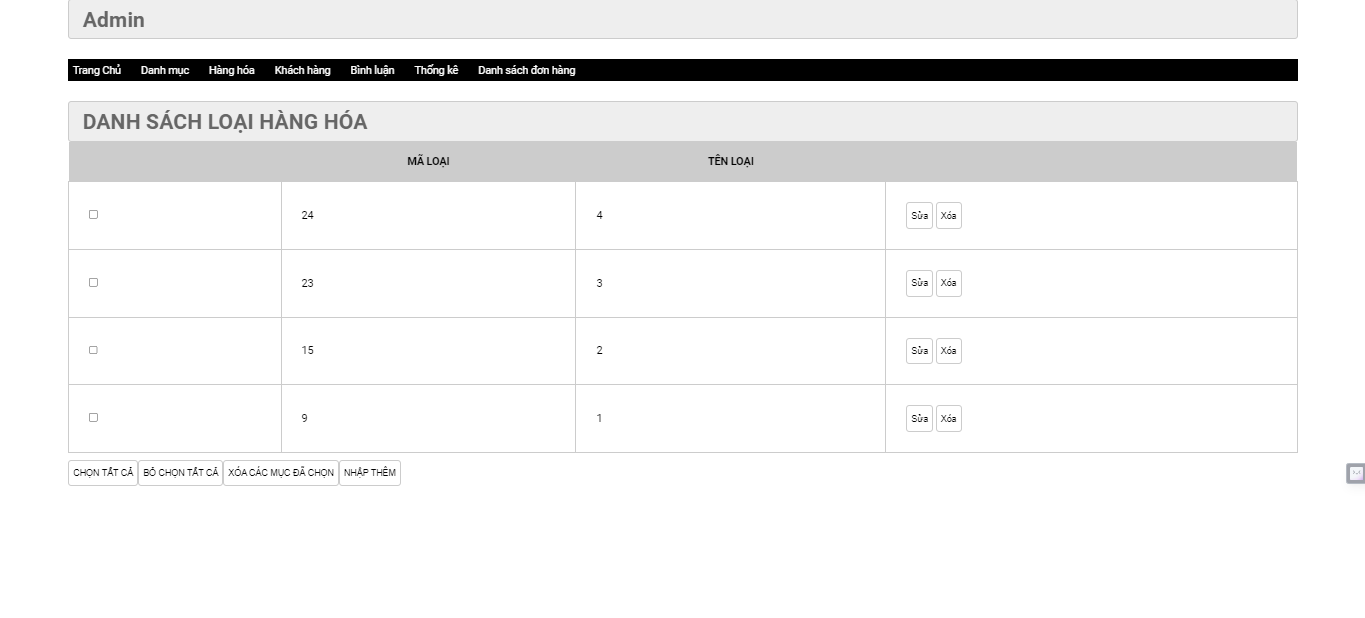 Admin
Trang Chủ Danh mục Hàng hóa Khách hàng Bình luận Thống kê Danh sách đơn hàng
DANH SÁCH LOẠI HÀNG HÓA
MÃ LOẠI TÊN LOẠI
24 4 Sửa Xóa
23 3 Sửa Xóa
15 2 Sửa Xóa
9 1 Sửa Xóa
CHỌN TẤT CẢ BỎ CHỌN TẤT CẢ XÓA CÁC MỤC ĐÃ CHỌN NHẬP THÊM